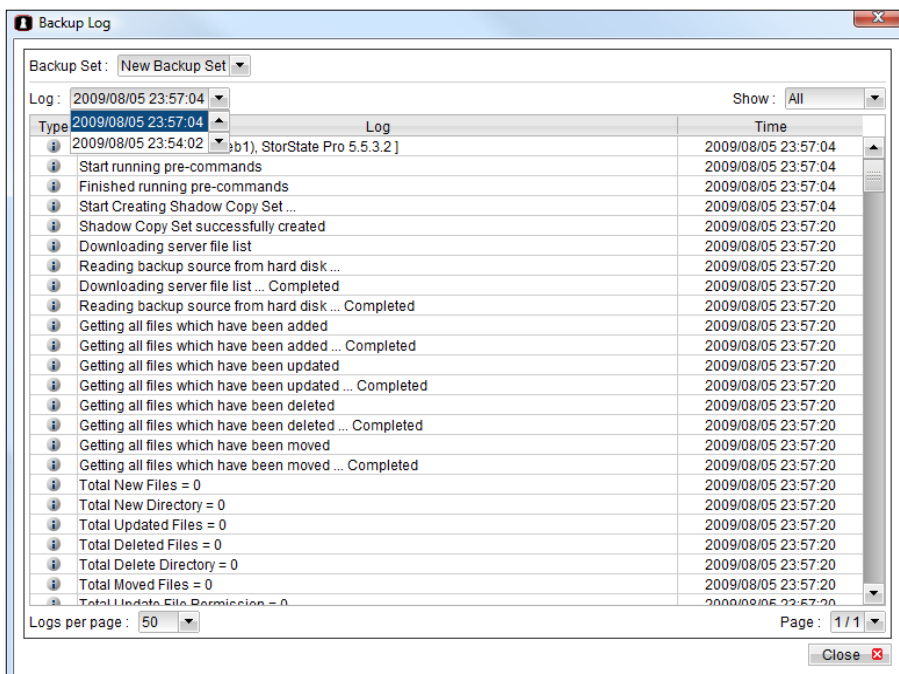 Backup Log
Backup Set : New Backup Set
Log : 2009/08/05 23:57:04 Show : All
Type Log Time
2009/08/05 23:57:04
2009/08/05 23:54:02
StorState Pro 5.5.3.2 ] 2009/08/05 23:57:04
Start running pre-commands 2009/08/05 23:57:04
Finished running pre-commands 2009/08/05 23:57:04
Start Creating Shadow Copy Set ... 2009/08/05 23:57:04
Shadow Copy Set successfully created 2009/08/05 23:57:20
Downloading server file list 2009/08/05 23:57:20
Reading backup source from hard disk ... 2009/08/05 23:57:20
Downloading server file list ... Completed 2009/08/05 23:57:20
Reading backup source from hard disk ... Completed 2009/08/05 23:57:20
Getting all files which have been added 2009/08/05 23:57:20
Getting all files which have been added ... Completed 2009/08/05 23:57:20
Getting all files which have been updated 2009/08/05 23:57:20
Getting all files which have been updated ... Completed 2009/08/05 23:57:20
Getting all files which have been deleted 2009/08/05 23:57:20
Getting all files which have been deleted ... Completed 2009/08/05 23:57:20
Getting all files which have been moved 2009/08/05 23:57:20
Getting all files which have been moved ... Completed 2009/08/05 23:57:20
Total New Files = 0 2009/08/05 23:57:20
Total New Directory = 0 2009/08/05 23:57:20
Total Updated Files = 0 2009/08/05 23:57:20
Total Deleted Files = 0 2009/08/05 23:57:20
Total Delete Directory = 0 2009/08/05 23:57:20
Total Moved Files = 0 2009/08/05 23:57:20
Total Update File Permission = 0 2009/08/05 23:57:20
Logs per page : 50 Page : 1 / 1
Close